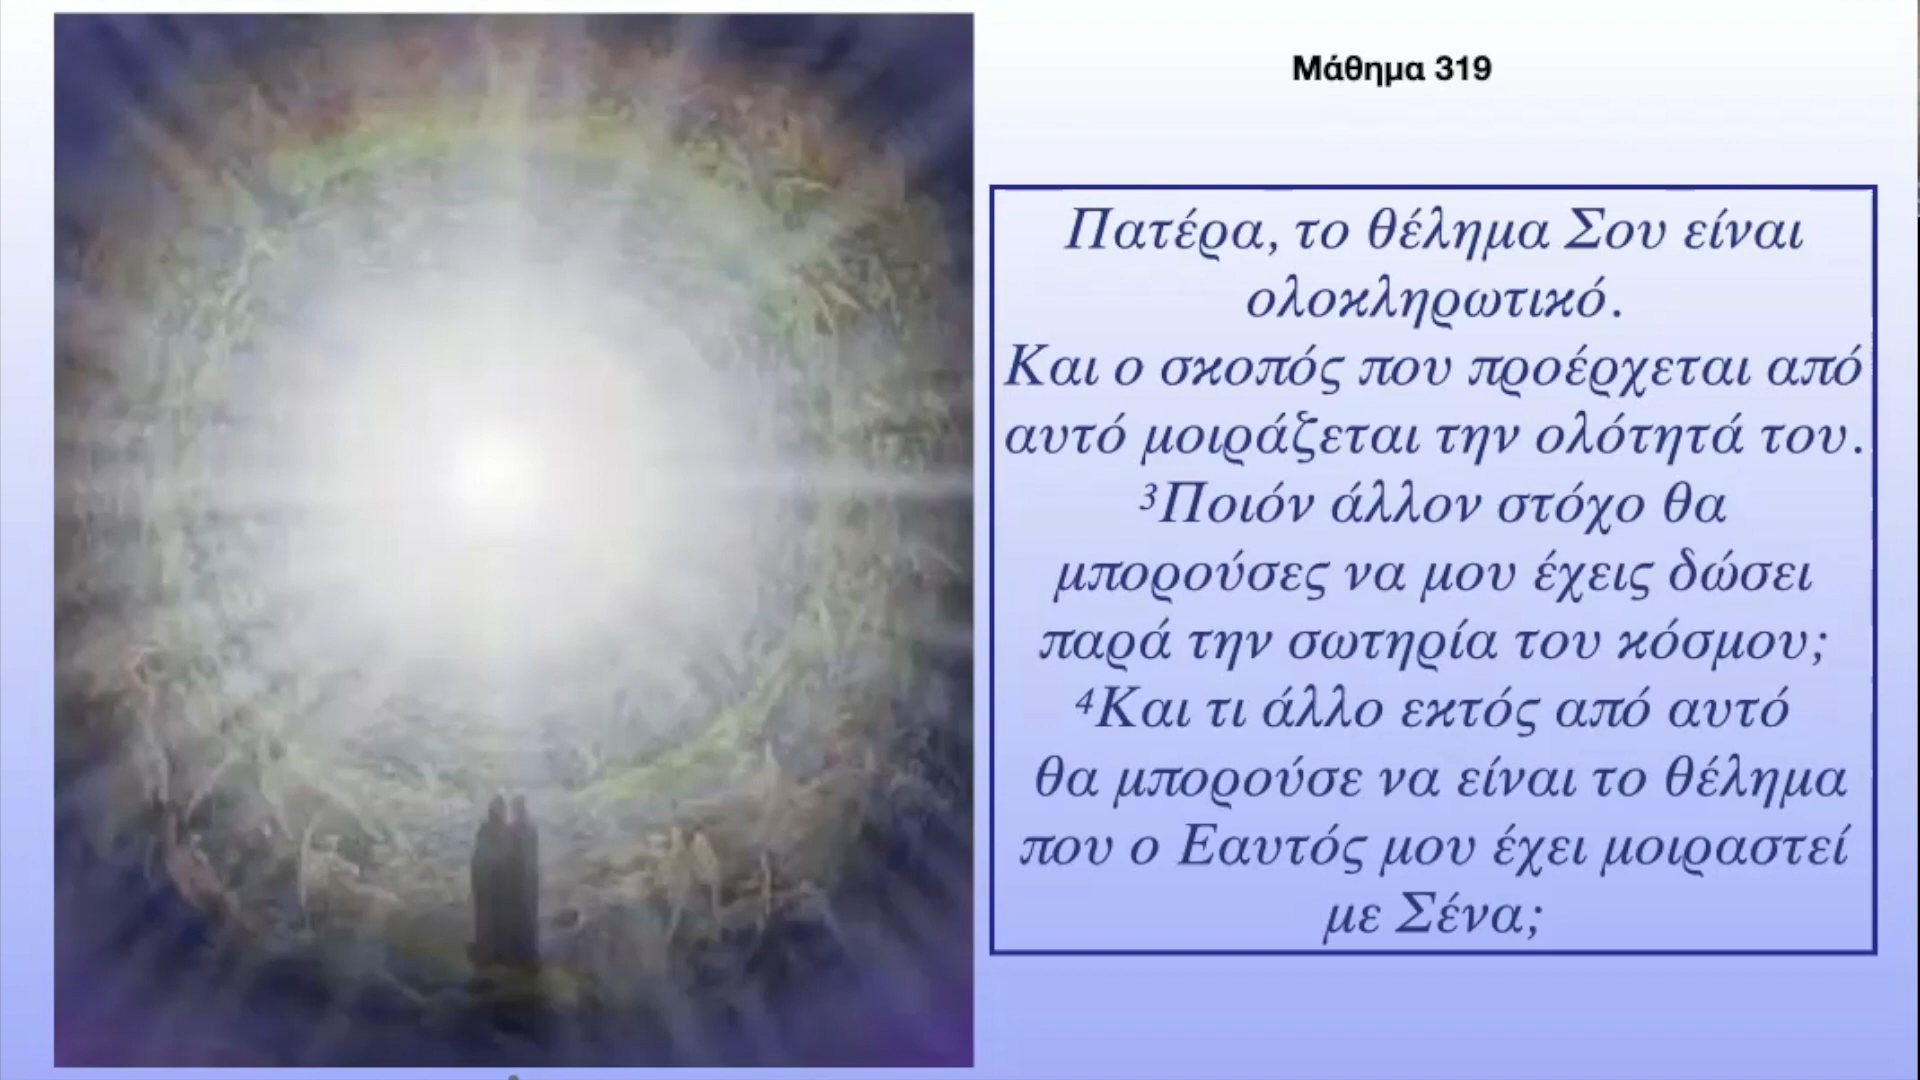 Μάθημα 319
Πατέρα, το θέλημα Σου είναι
ολοκληρωτικό.
Και ο σκοπός που προέρχεται από
αυτό μοιράζεται την ολότητά του.
³Ποιόν άλλον στόχο θα
μπορούσες να μου έχεις δώσει
παρά την σωτηρία του κόσμου;
⁴Και τι άλλο εκτός από αυτό
θα μπορούσε να είναι το θέλημα
που ο Εαυτός μου έχει μοιραστεί
με Σένα;